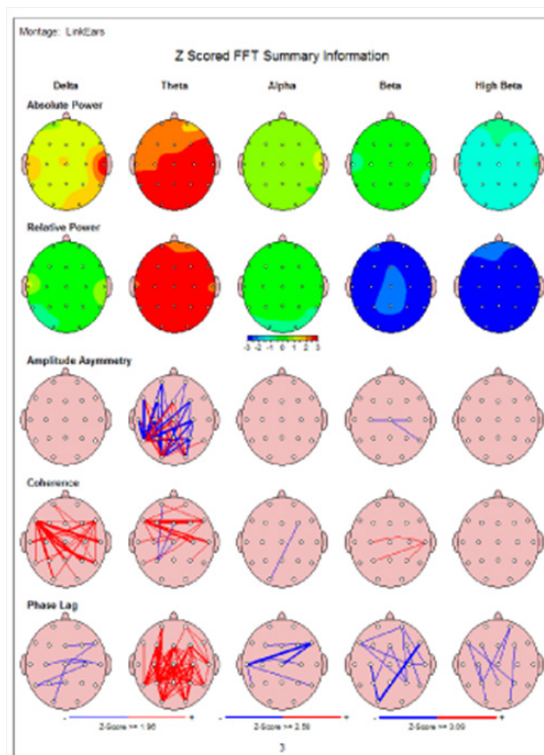 Montage: LinkEars
Z Scored FFT Summary Information
Delta Theta Alpha Beta High Beta
Absolute Power
Relative Power
-3 -2 -1 0 1 2 3
Amplitude Asymmetry
Coherence
Phase Lag
- + - + - +
Z-Score >= 1.96 Z-Score >= 2.58 Z-Score >= 3.09
3